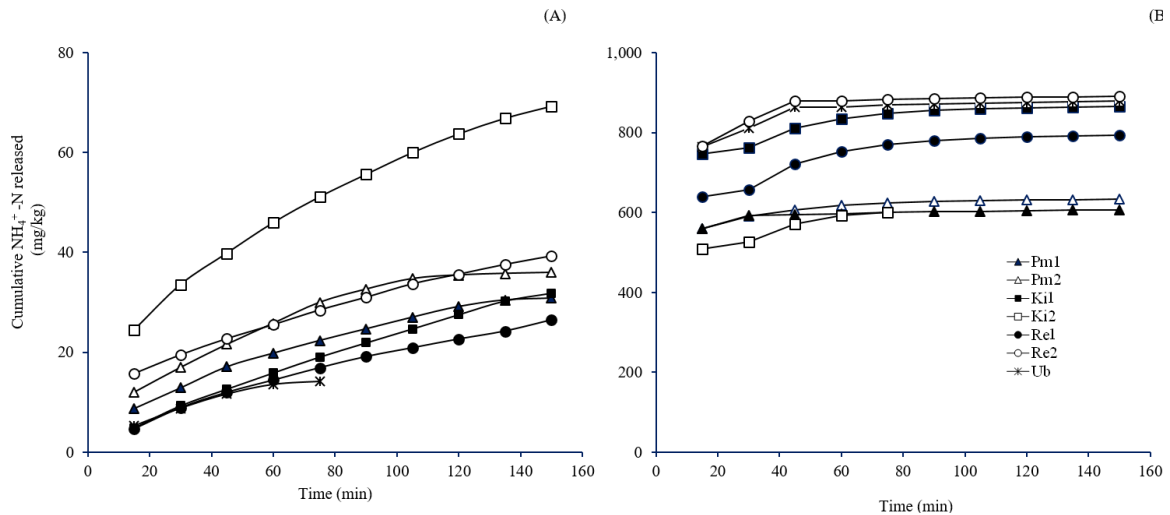 (A)
80
60
40
20
0
0 20 40 60 80 100 120 140 160
Time (min)
Cumulative NH₄⁺ -N released
(mg/kg)
(B
1,000
800
600
400
200
0
0 20 40 60 80 100 120 140 160
Time (min)
Pm1
Pm2
Ki1
Ki2
Re1
Re2
Ub